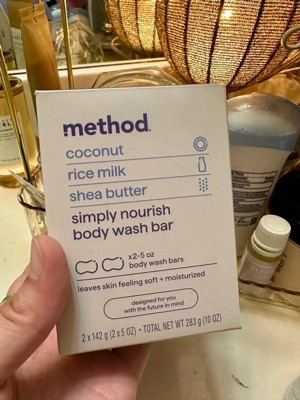 method.
coconut
rice milk
shea butter
simply nourish
body wash bar
x2-5 oz
body wash bars
leaves skin feeling soft + moisturized
designed for you
with the future in mind
2 x 142 g (2 x 5 OZ) • TOTAL NET WT 283 g (10 OZ)